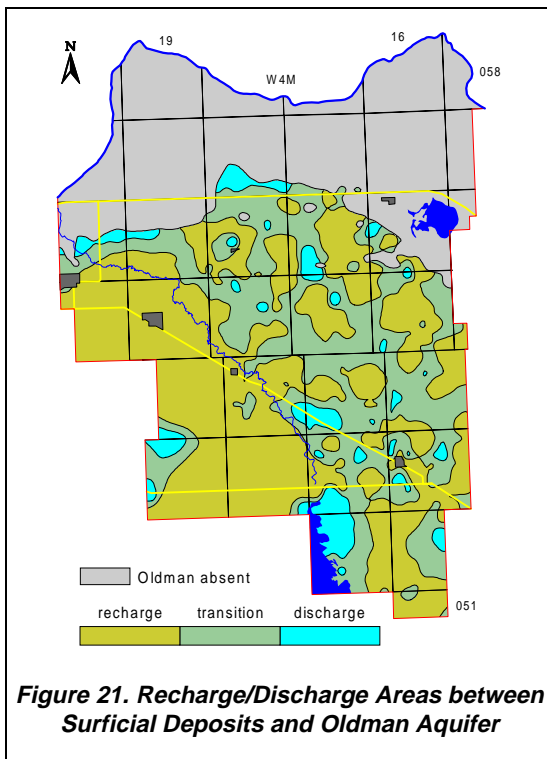 N
19
16
W4M
058
Oldman absent
recharge transition discharge
051
Figure 21. Recharge/Discharge Areas between
Surficial Deposits and Oldman Aquifer